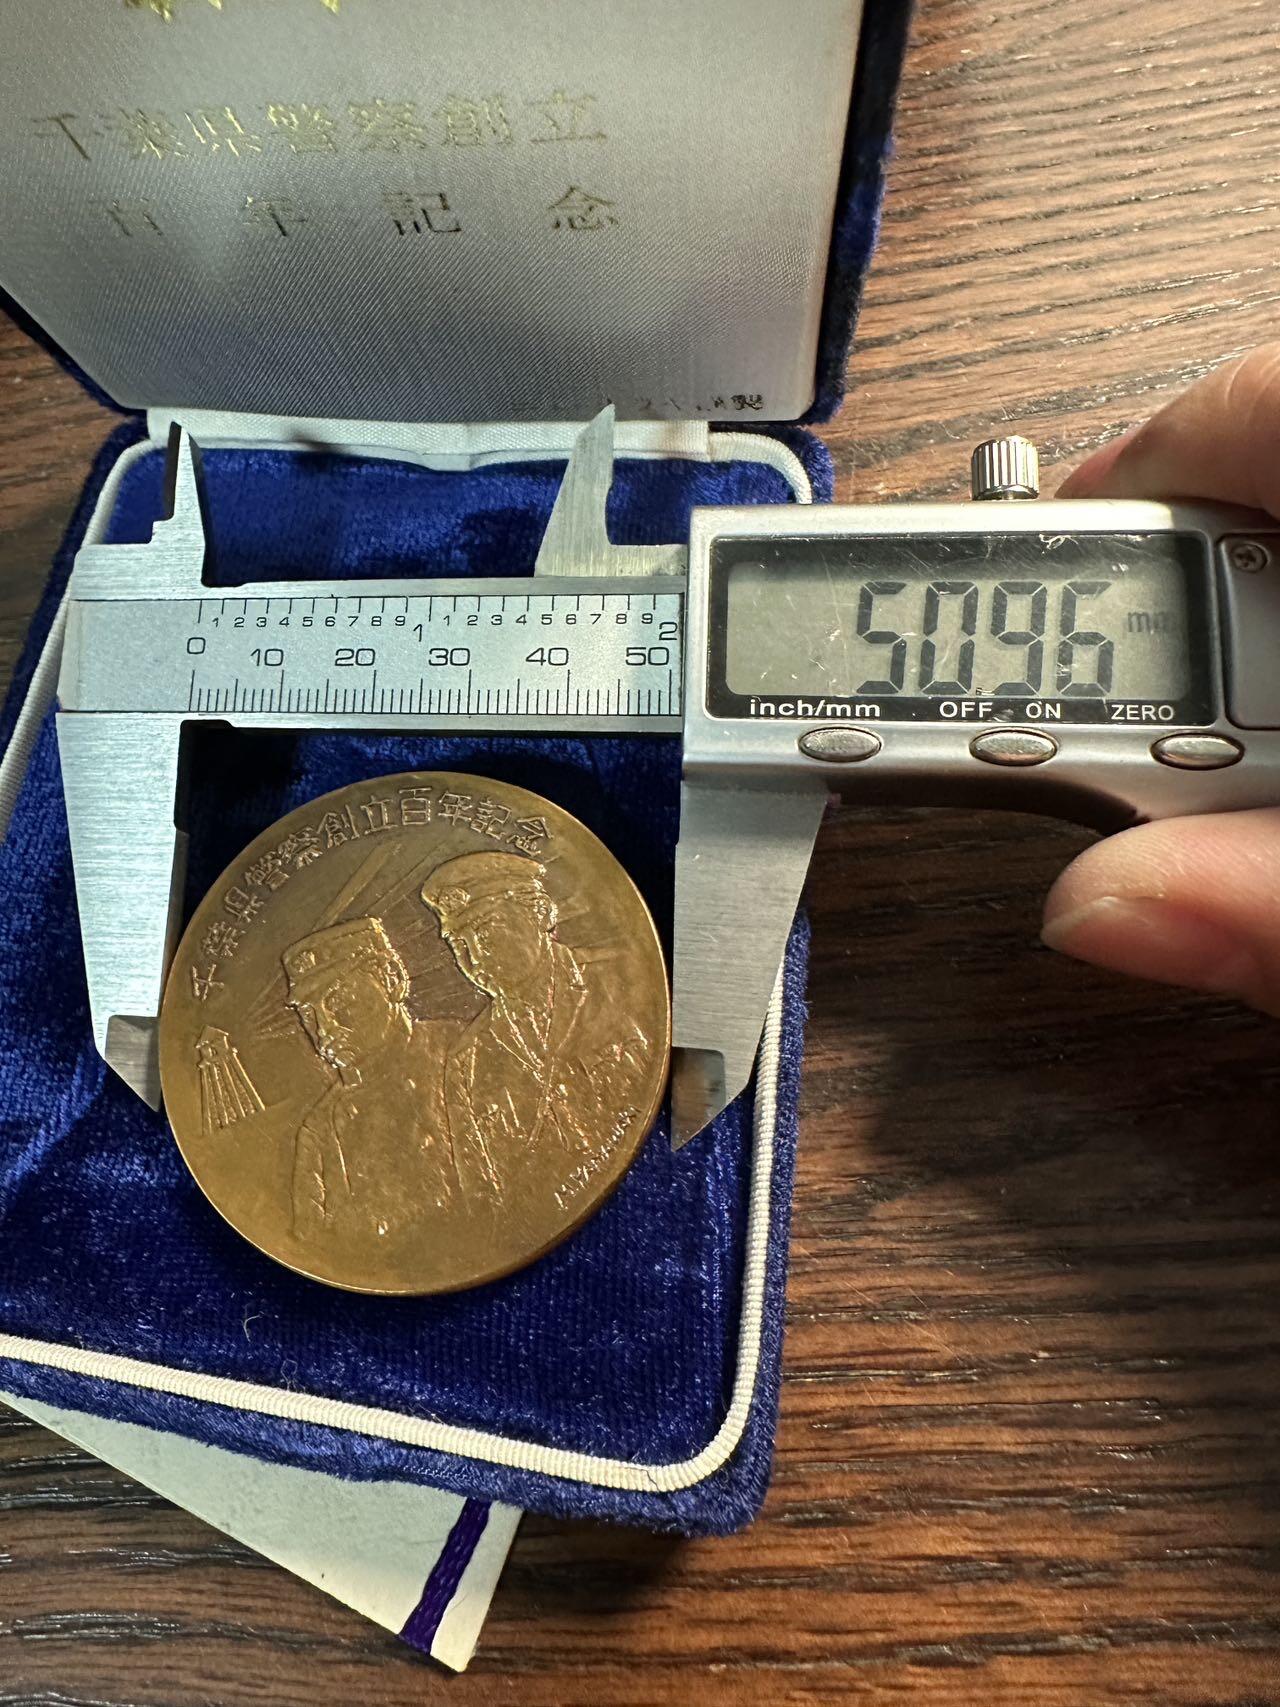 千葉県警察創立
百年記念
1 2 3 4 5 6 7 8 9 1 1 2 3 4 5 6 7 8 9 2
0 10 20 30 40 50
50.96 mm
inch/mm OFF ON ZERO
千葉県警察創立百年記念